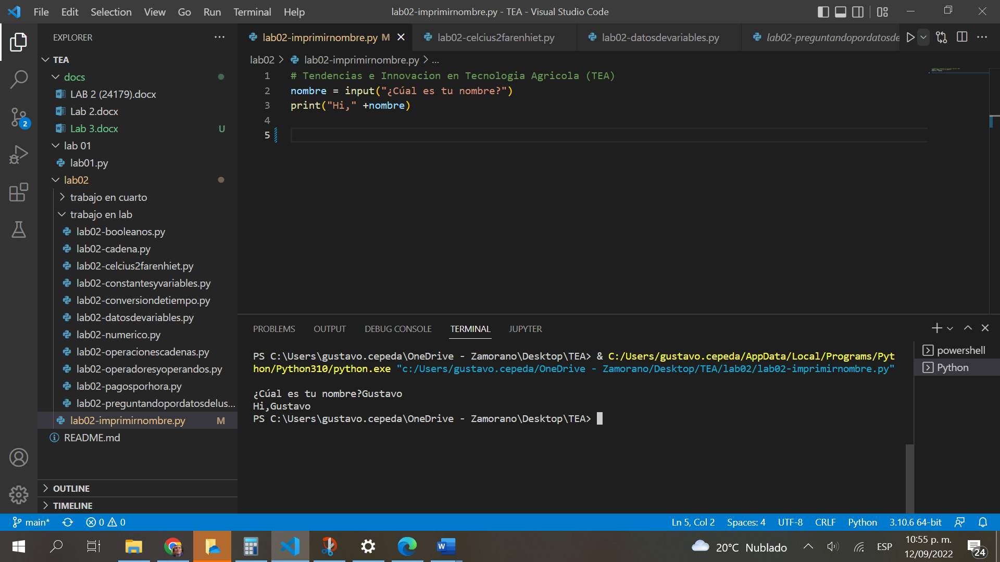 File Edit Selection View Go Run Terminal Help
lab02-imprimirnombre.py - TEA - Visual Studio Code
EXPLORER
TEA
docs
LAB 2 (24179).docx
Lab 2.docx
Lab 3.docx U
lab 01
lab01.py
lab02
trabajo en cuarto
trabajo en lab
lab02-booleanos.py
lab02-cadena.py
lab02-celcius2farenhiet.py
lab02-constantesyvariables.py
lab02-conversiondetiempo.py
lab02-datosdevariables.py
lab02-numerico.py
lab02-operacionescadenas.py
lab02-operadoresyoperandos.py
lab02-pagosporhora.py
lab02-preguntandopordatosdelus...
lab02-imprimirnombre.py M
README.md
OUTLINE
TIMELINE
2
lab02-imprimirnombre.py M
lab02-celcius2farenhiet.py
lab02-datosdevariables.py
lab02-preguntandopordatosde
lab02 > lab02-imprimirnombre.py > ...
1 # Tendencias e Innovacion en Tecnologia Agricola (TEA)
2 nombre = input("¿Cúal es tu nombre?")
3 print("Hi," +nombre)
4
5
PROBLEMS OUTPUT DEBUG CONSOLE TERMINAL JUPYTER
PS C:\Users\gustavo.cepeda\OneDrive - Zamorano\Desktop\TEA> & C:/Users/gustavo.cepeda/AppData/Local/Programs/Pyt
hon/Python310/python.exe "c:/Users/gustavo.cepeda/OneDrive - Zamorano/Desktop/TEA/lab02/lab02-imprimirnombre.py"
¿Cúal es tu nombre?Gustavo
Hi,Gustavo
PS C:\Users\gustavo.cepeda\OneDrive - Zamorano\Desktop\TEA>
powershell
Python
main* 0 0
Ln 5, Col 2 Spaces: 4 UTF-8 CRLF Python 3.10.6 64-bit
20°C Nublado
ESP
10:55 p. m.
12/09/2022
24